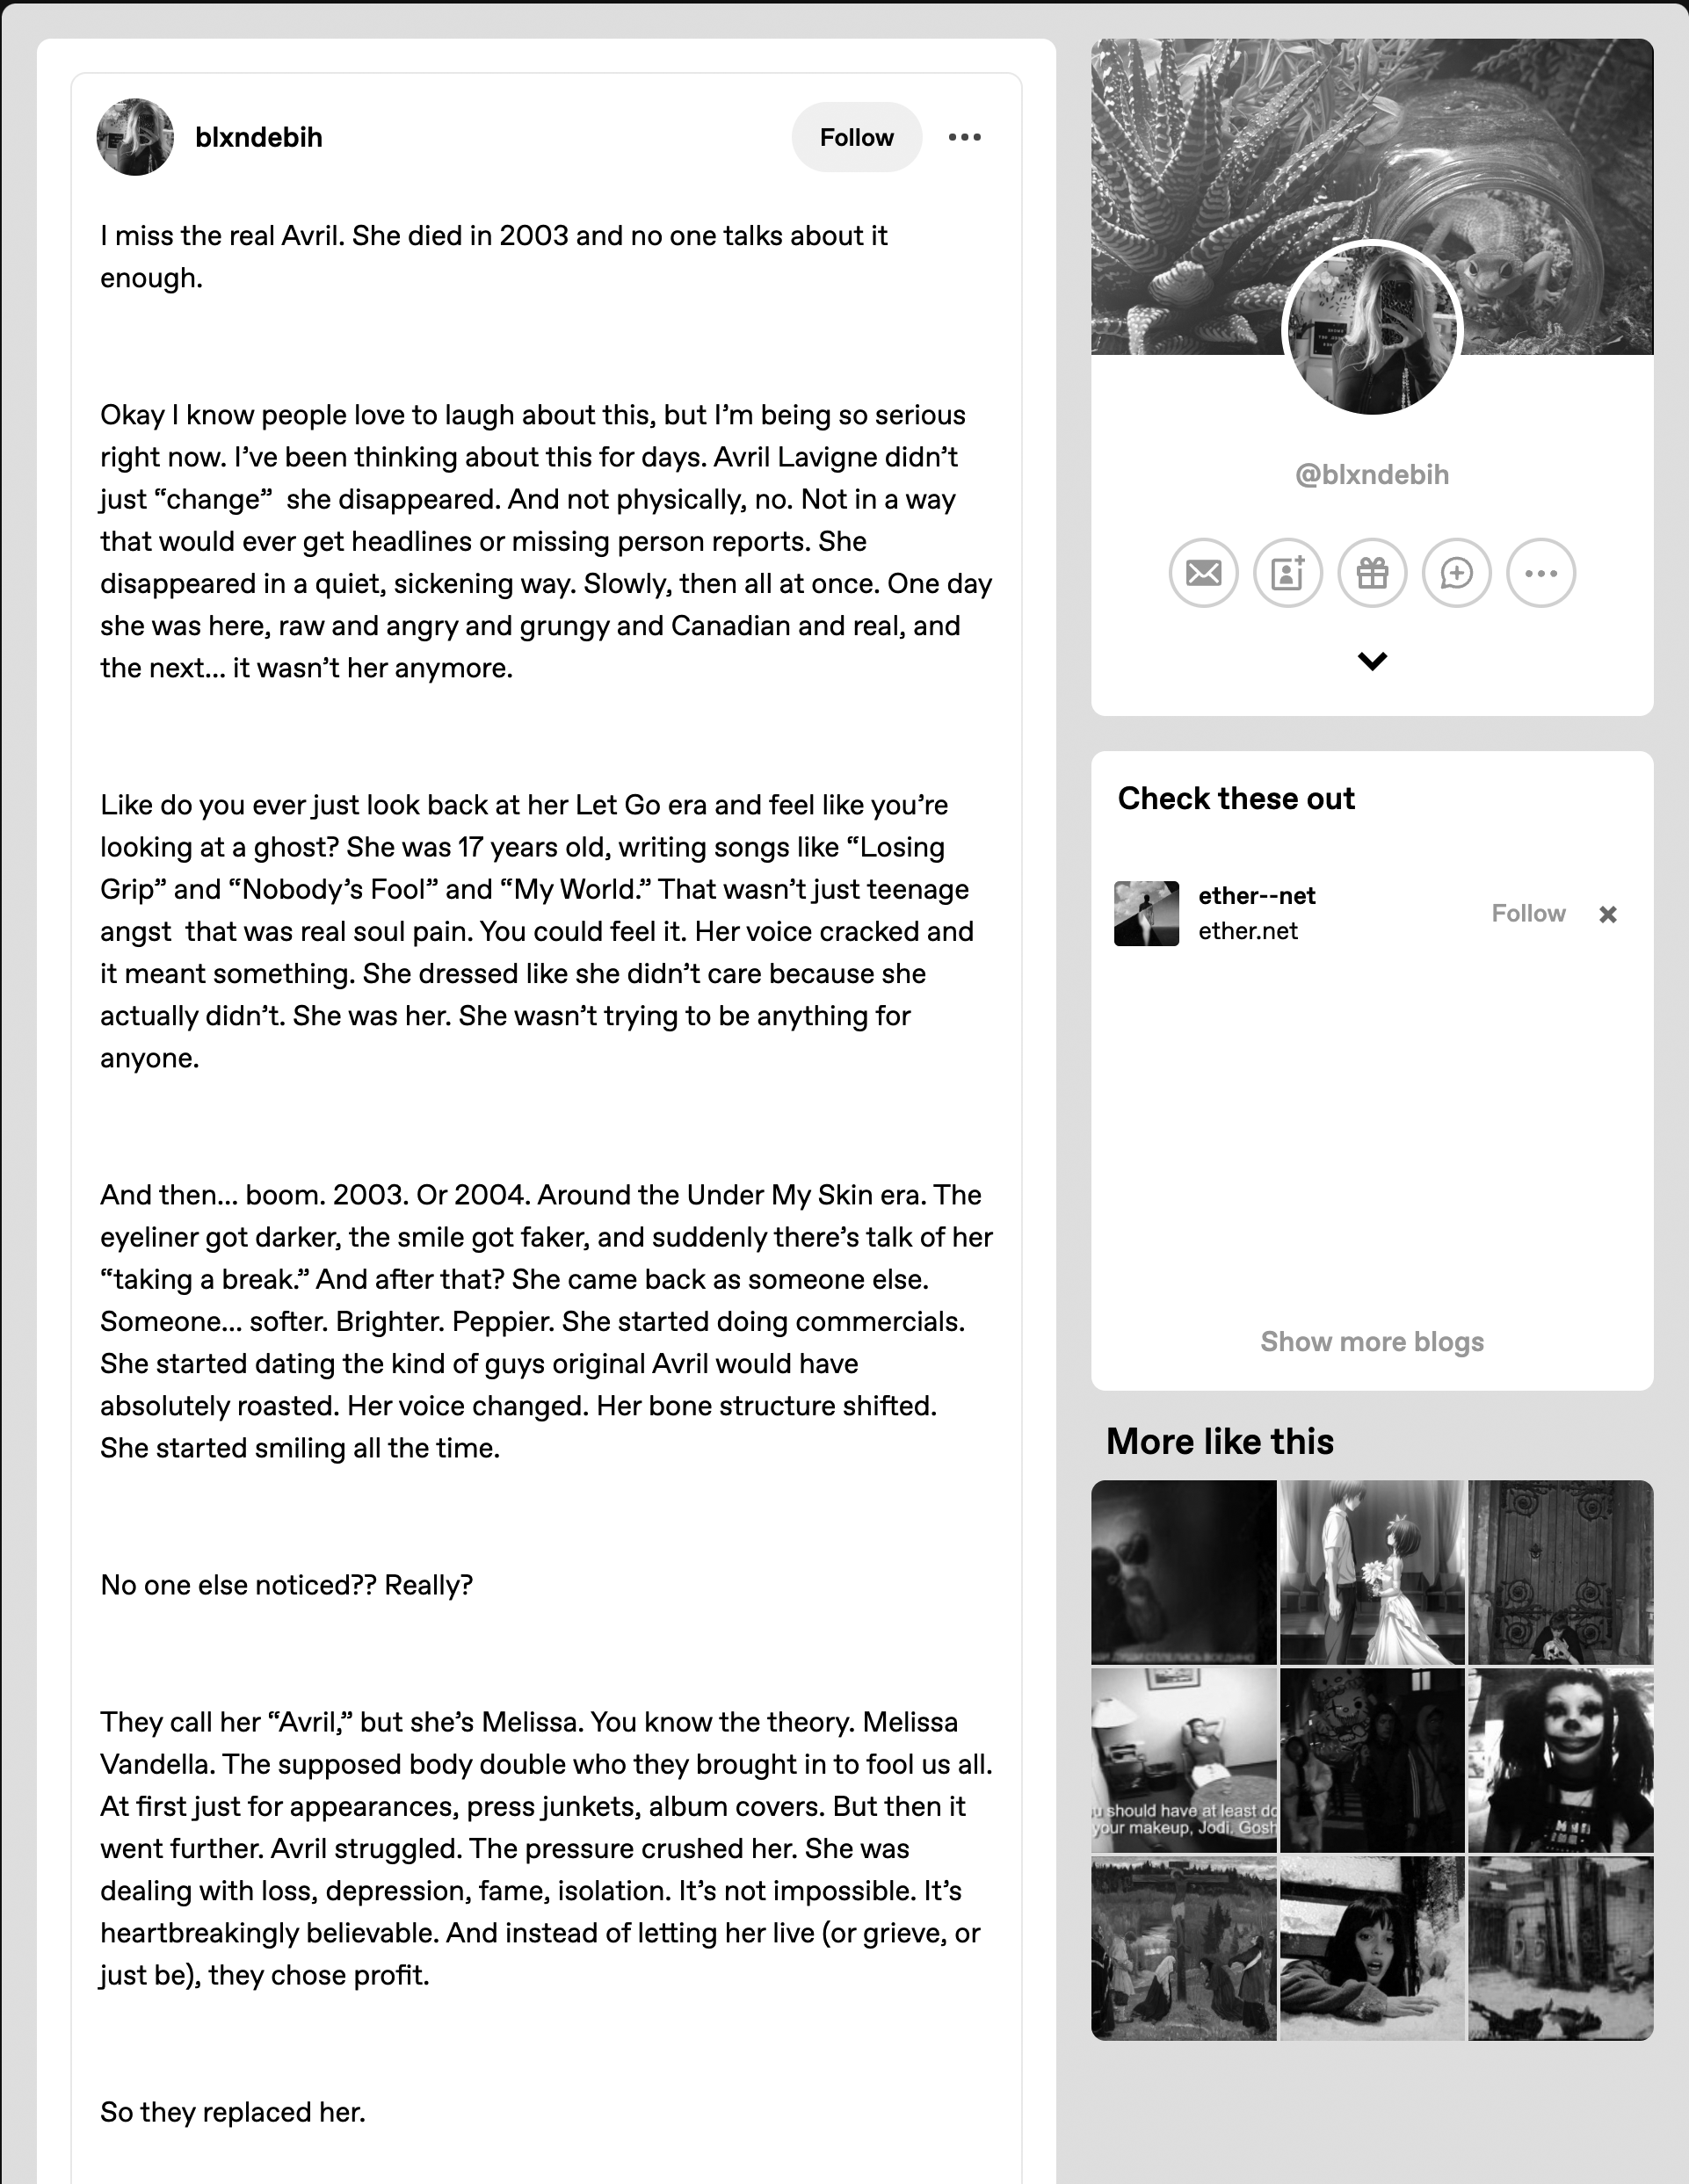 blxndebih
Follow
I miss the real Avril. She died in 2003 and no one talks about it
enough.
Okay I know people love to laugh about this, but I’m being so serious
right now. I’ve been thinking about this for days. Avril Lavigne didn’t
just “change”  she disappeared. And not physically, no. Not in a way
that would ever get headlines or missing person reports. She
disappeared in a quiet, sickening way. Slowly, then all at once. One day
she was here, raw and angry and grungy and Canadian and real, and
the next... it wasn’t her anymore.
Like do you ever just look back at her Let Go era and feel like you’re
looking at a ghost? She was 17 years old, writing songs like “Losing
Grip” and “Nobody’s Fool” and “My World.” That wasn’t just teenage
angst  that was real soul pain. You could feel it. Her voice cracked and
it meant something. She dressed like she didn’t care because she
actually didn’t. She was her. She wasn’t trying to be anything for
anyone.
And then... boom. 2003. Or 2004. Around the Under My Skin era. The
eyeliner got darker, the smile got faker, and suddenly there’s talk of her
“taking a break.” And after that? She came back as someone else.
Someone... softer. Brighter. Peppier. She started doing commercials.
She started dating the kind of guys original Avril would have
absolutely roasted. Her voice changed. Her bone structure shifted.
She started smiling all the time.
No one else noticed?? Really?
They call her “Avril,” but she’s Melissa. You know the theory. Melissa
Vandella. The supposed body double who they brought in to fool us all.
At first just for appearances, press junkets, album covers. But then it
went further. Avril struggled. The pressure crushed her. She was
dealing with loss, depression, fame, isolation. It’s not impossible. It’s
heartbreakingly believable. And instead of letting her live (or grieve, or
just be), they chose profit.
So they replaced her.
@blxndebih
Check these out
ether--net
ether.net
Follow
Show more blogs
More like this
u should have at least do
your makeup, Jodi. Gosh